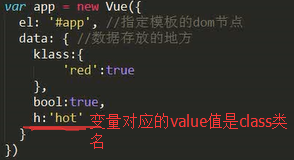 var app = new Vue({
el: '#app', //指定模板的dom节点
data: { //数据存放的地方
klass:{
'red':true
},
bool:true,
h:'hot' 变量对应的value值是class类
名
}
})